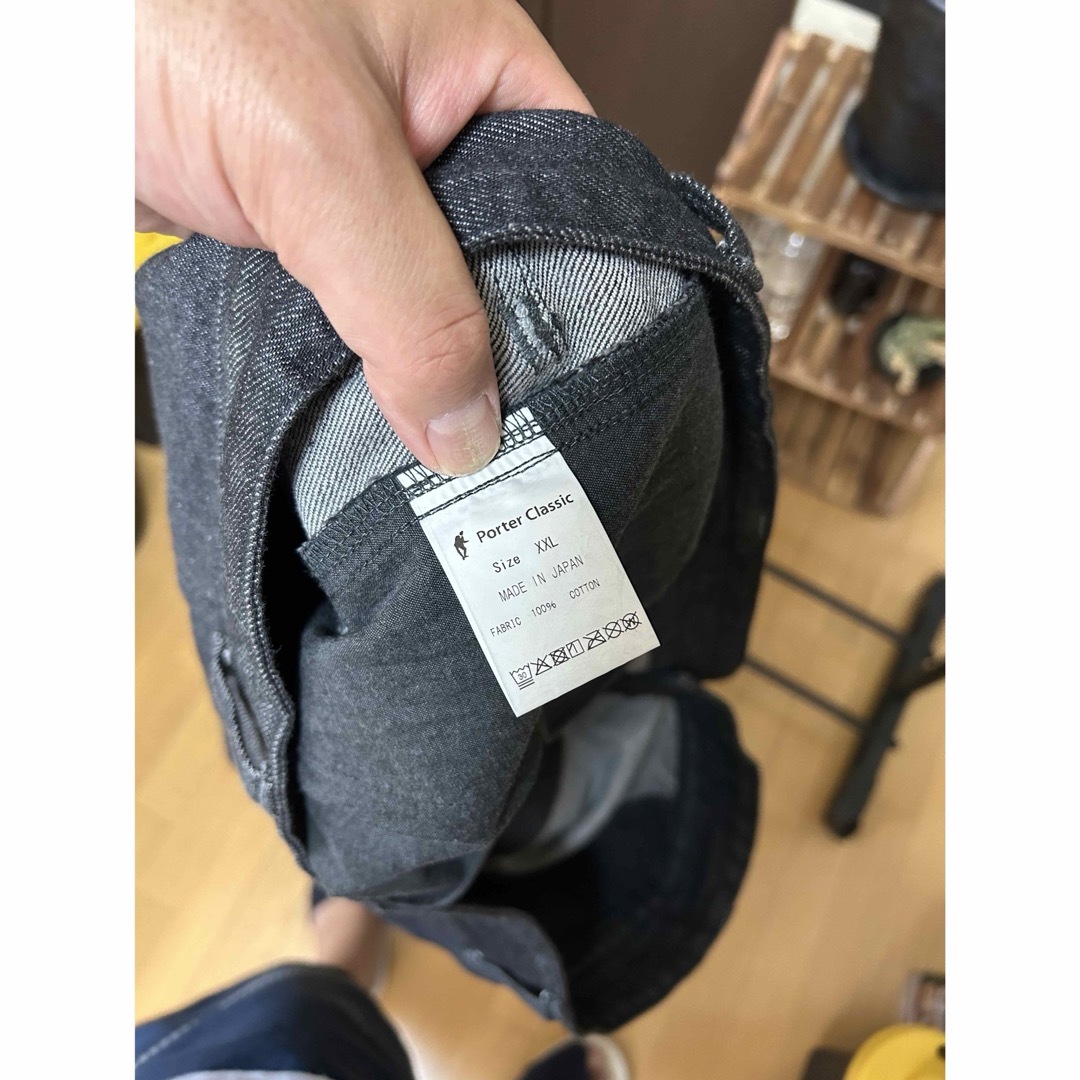 Porter Classic
Size XXL
MADE IN JAPAN
FABRIC 100% COTTON
30
W